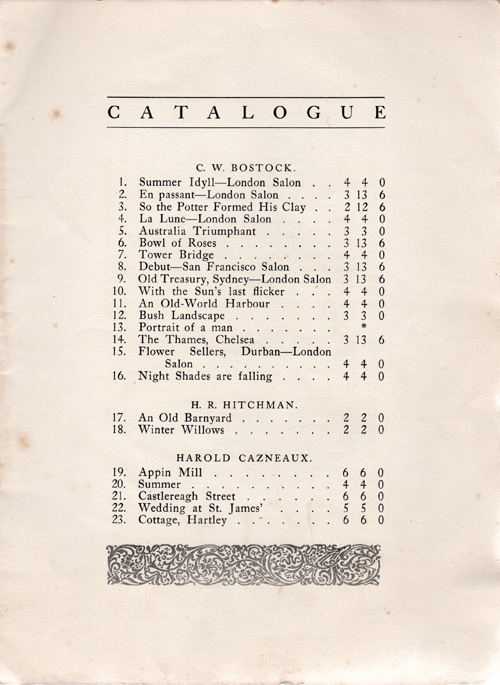 CATALOGUE
C. W. BOSTOCK.
1. Summer Idyll—London Salon . . 4 4 0
2. En passant—London Salon . . . . 3 13 6
3. So the Potter Formed His Clay . . 2 12 6
4. La Lune—London Salon . . . . 4 4 0
5. Australia Triumphant . . . . . 3 3 0
6. Bowl of Roses . . . . . . . . 3 13 6
7. Tower Bridge . . . . . . . . 4 4 0
8. Debut—San Francisco Salon . . . 3 13 6
9. Old Treasury, Sydney—London Salon 3 13 6
10. With the Sun's last flicker . . . 4 4 0
11. An Old-World Harbour . . . . 4 4 0
12. Bush Landscape . . . . . . . 3 3 0
13. Portrait of a man . . . . . . . *
14. The Thames, Chelsea . . . . . 3 13 6
15. Flower Sellers, Durban—London
Salon . . . . . . . . . . 4 4 0
16. Night Shades are falling . . . . 4 4 0
H. R. HITCHMAN.
17. An Old Barnyard . . . . . . . 2 2 0
18. Winter Willows . . . . . . . 2 2 0
HAROLD CAZNEAUX.
19. Appin Mill . . . . . . . . 6 6 0
20. Summer . . . . . . . . . . 4 4 0
21. Castlereagh Street . . . . . . 6 6 0
22. Wedding at St. James' . . . . 5 5 0
23. Cottage, Hartley . . . . . . . 6 6 0